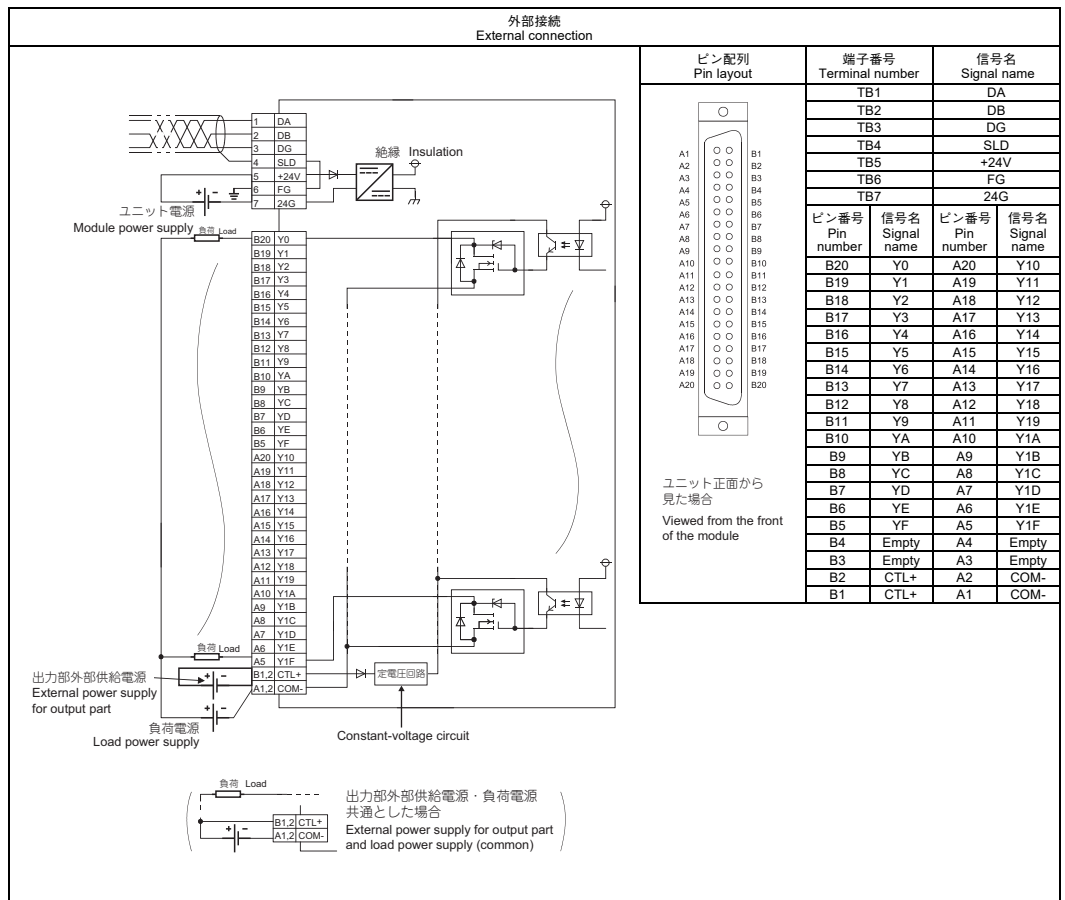 外部接続
External connection
1 DA
2 DB
3 DG
4 SLD
5 +24V
6 FG
7 24G
絶縁 Insulation
+ -
ユニット電源
Module power supply
負荷 Load
B20 Y0
B19 Y1
B18 Y2
B17 Y3
B16 Y4
B15 Y5
B14 Y6
B13 Y7
B12 Y8
B11 Y9
B10 YA
B9 YB
B8 YC
B7 YD
B6 YE
B5 YF
A20 Y10
A19 Y11
A18 Y12
A17 Y13
A16 Y14
A15 Y15
A14 Y16
A13 Y17
A12 Y18
A11 Y19
A10 Y1A
A9 Y1B
A8 Y1C
A7 Y1D
A6 Y1E
A5 Y1F
B1,2 CTL+
A1,2 COM-
負荷 Load
+ -
出力部外部供給電源
External power supply
for output part
+ -
負荷電源
Load power supply
定電圧回路
Constant-voltage circuit
負荷 Load
B1,2 CTL+
A1,2 COM-
+ -
出力部外部供給電源・負荷電源
共通とした場合
External power supply for output part
and load power supply (common)
ピン配列
Pin layout
A1 B1
A2 B2
A3 B3
A4 B4
A5 B5
A6 B6
A7 B7
A8 B8
A9 B9
A10 B10
A11 B11
A12 B12
A13 B13
A14 B14
A15 B15
A16 B16
A17 B17
A18 B18
A19 B19
A20 B20
ユニット正面から
見た場合
Viewed from the front
of the module
端子番号 信号名
Terminal number Signal name
TB1 DA
TB2 DB
TB3 DG
TB4 SLD
TB5 +24V
TB6 FG
TB7 24G
ピン番号 信号名 ピン番号 信号名
Pin Signal Pin Signal
number name number name
B20 Y0 A20 Y10
B19 Y1 A19 Y11
B18 Y2 A18 Y12
B17 Y3 A17 Y13
B16 Y4 A16 Y14
B15 Y5 A15 Y15
B14 Y6 A14 Y16
B13 Y7 A13 Y17
B12 Y8 A12 Y18
B11 Y9 A11 Y19
B10 YA A10 Y1A
B9 YB A9 Y1B
B8 YC A8 Y1C
B7 YD A7 Y1D
B6 YE A6 Y1E
B5 YF A5 Y1F
B4 Empty A4 Empty
B3 Empty A3 Empty
B2 CTL+ A2 COM-
B1 CTL+ A1 COM-